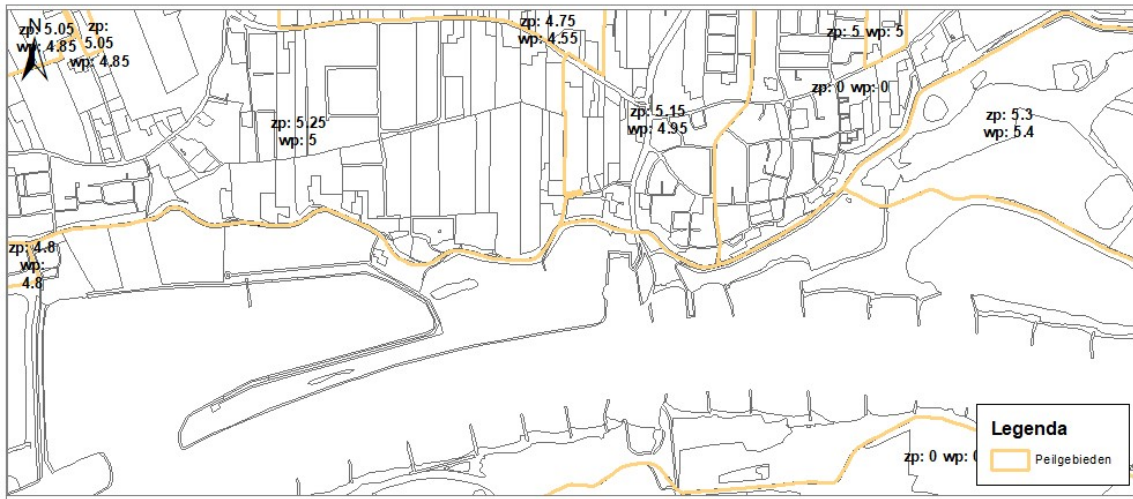 N
zp: 5.05
wp: 4.85
zp:
5.05
wp: 4.85
zp: 4.75
wp: 4.55
zp: 5 wp: 5
zp: 0 wp: 0
zp: 5.25
wp: 5
zp: 5.15
wp: 4.95
zp: 5.3
wp: 5.4
zp: 4.8
wp:
4.8
zp: 0 wp: 0
Legenda
Peilgebieden